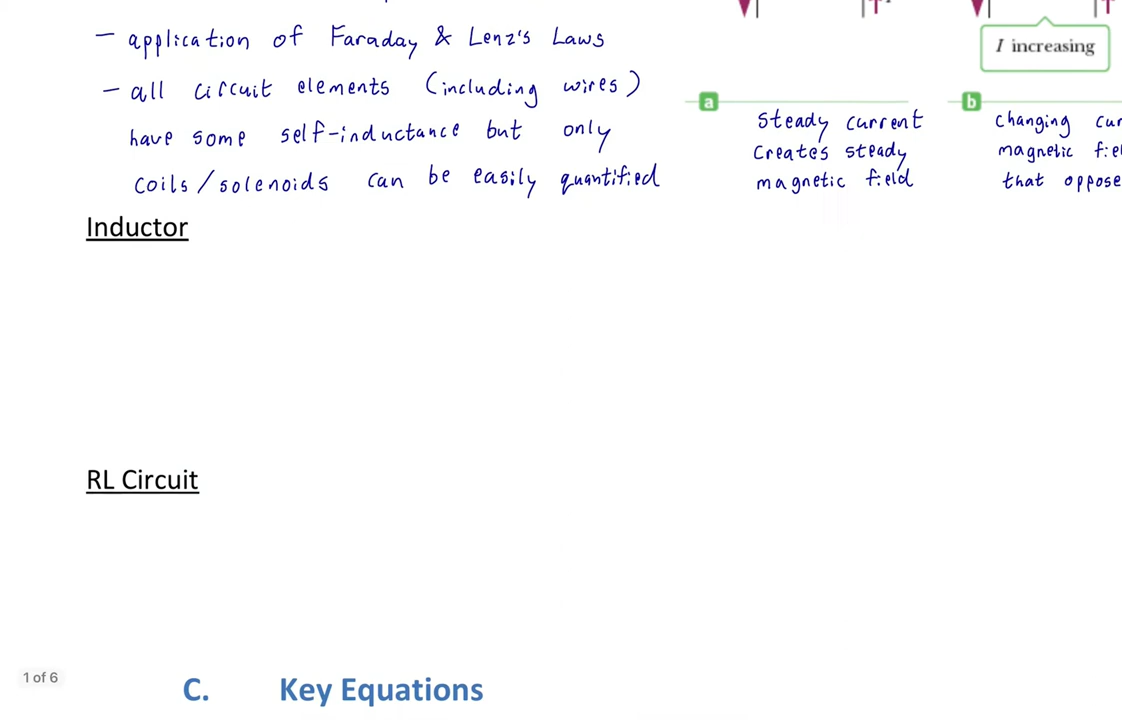 – application of Faraday & Lenz's Laws
I increasing
– all circuit elements (including wires)
have some self-inductance but only
coils/solenoids can be easily quantified
a
steady current
creates steady
magnetic field
b
changing
magnetic
that
Inductor
RL Circuit
1 of 6
C. Key Equations